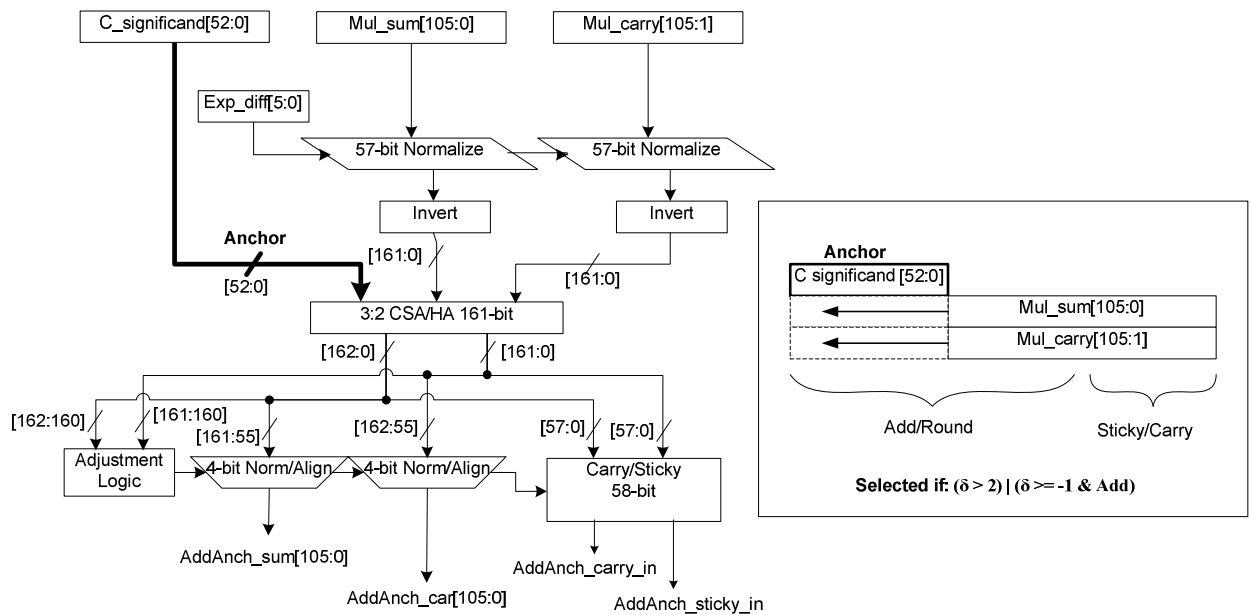 C_significand[52:0]
Mul_sum[105:0]
Mul_carry[105:1]
Exp_diff[5:0]
57-bit Normalize
57-bit Normalize
Invert
Invert
Anchor
[52:0]
[161:0]
[161:0]
3:2 CSA/HA 161-bit
[162:0]
[161:0]
[162:160]
[161:160]
[161:55]
[162:55]
[57:0]
[57:0]
Adjustment
Logic
4-bit Norm/Align
4-bit Norm/Align
Carry/Sticky
58-bit
AddAnch_sum[105:0]
AddAnch_car[105:0]
AddAnch_carry_in
AddAnch_sticky_in
Anchor
C significand [52:0]
Mul_sum[105:0]
Mul_carry[105:1]
Add/Round
Sticky/Carry
Selected if: (δ > 2) | (δ >= -1 & Add)